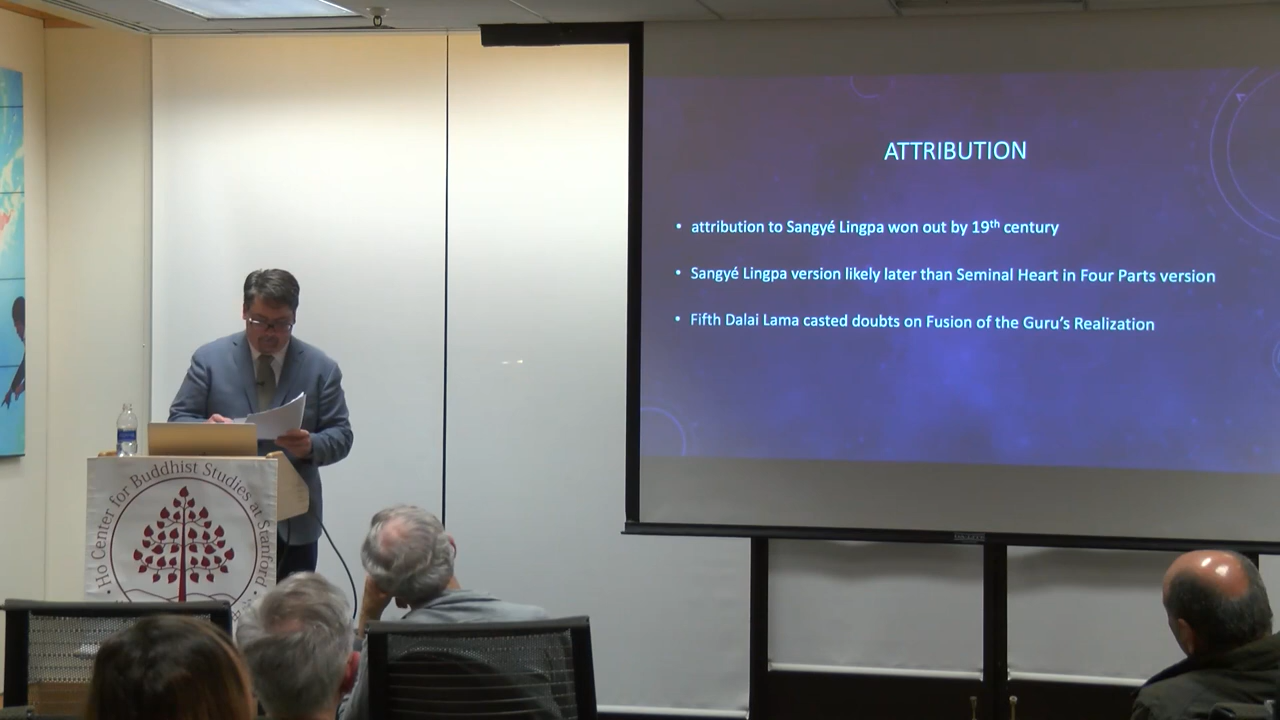 ATTRIBUTION
• attribution to Sangyé Lingpa won out by 19th century
• Sangyé Lingpa version likely later than Seminal Heart in Four Parts version
• Fifth Dalai Lama casted doubts on Fusion of the Guru's Realization
• Ho Center for Buddhist Studies at Stanford •